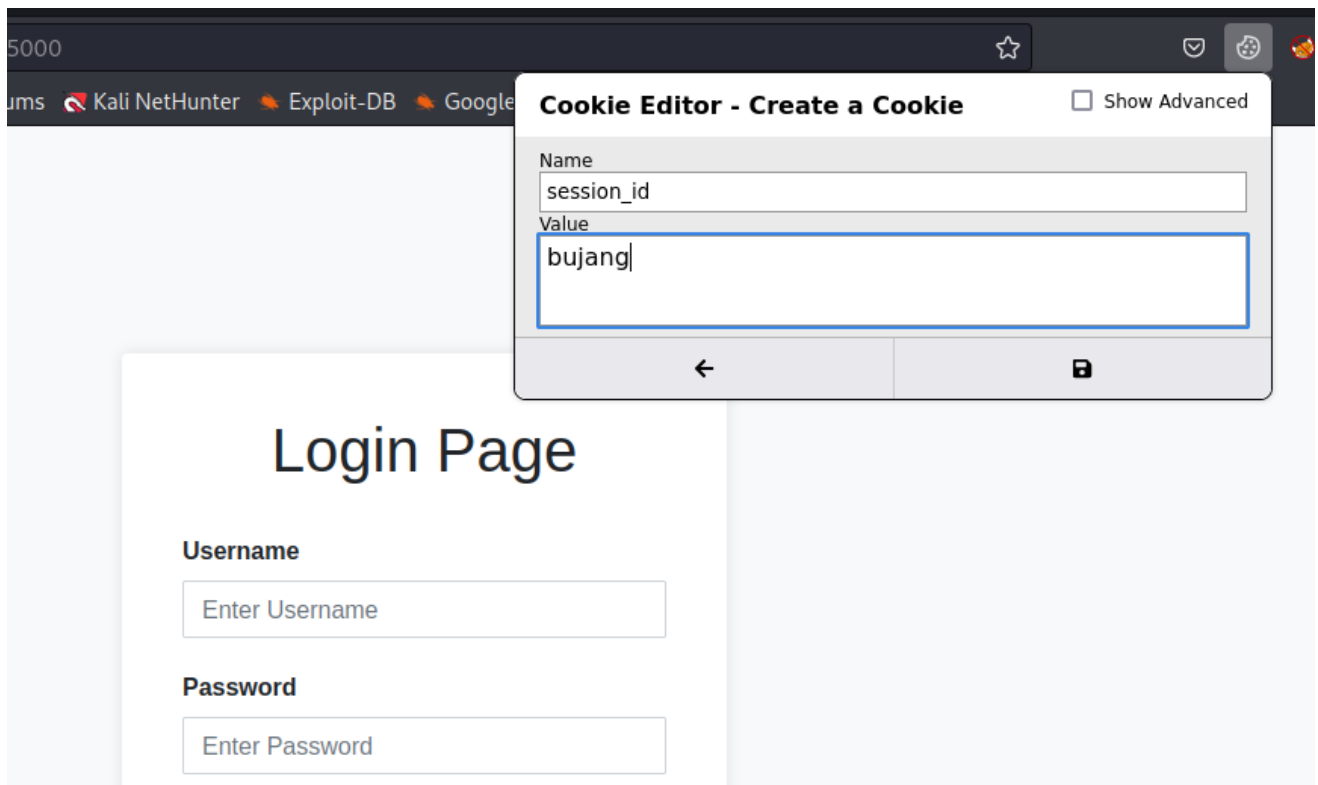 5000
ums Kali NetHunter Exploit-DB Google
Cookie Editor - Create a Cookie Show Advanced
Name
session_id
Value
bujang
Login Page
Username
Enter Username
Password
Enter Password